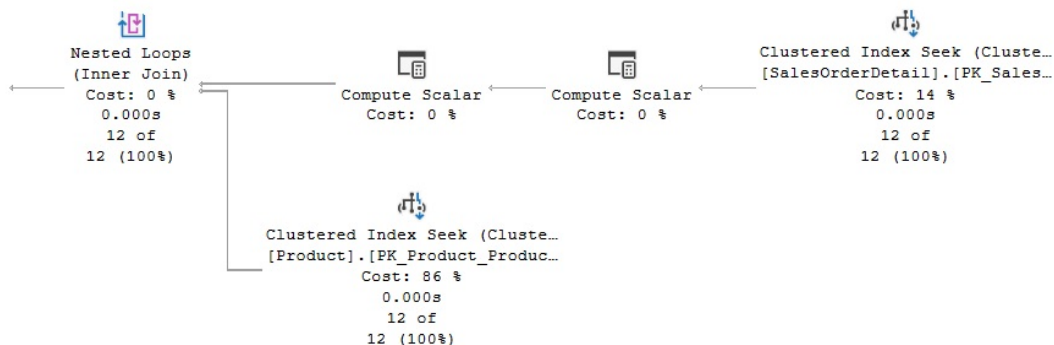 Nested Loops
(Inner Join)
Cost: 0 %
0.000s
12 of
12 (100%)
Compute Scalar
Cost: 0 %
Compute Scalar
Cost: 0 %
Clustered Index Seek (Cluste…
[SalesOrderDetail].[PK_Sales…
Cost: 14 %
0.000s
12 of
12 (100%)
Clustered Index Seek (Cluste…
[Product].[PK_Product_Produc…
Cost: 86 %
0.000s
12 of
12 (100%)